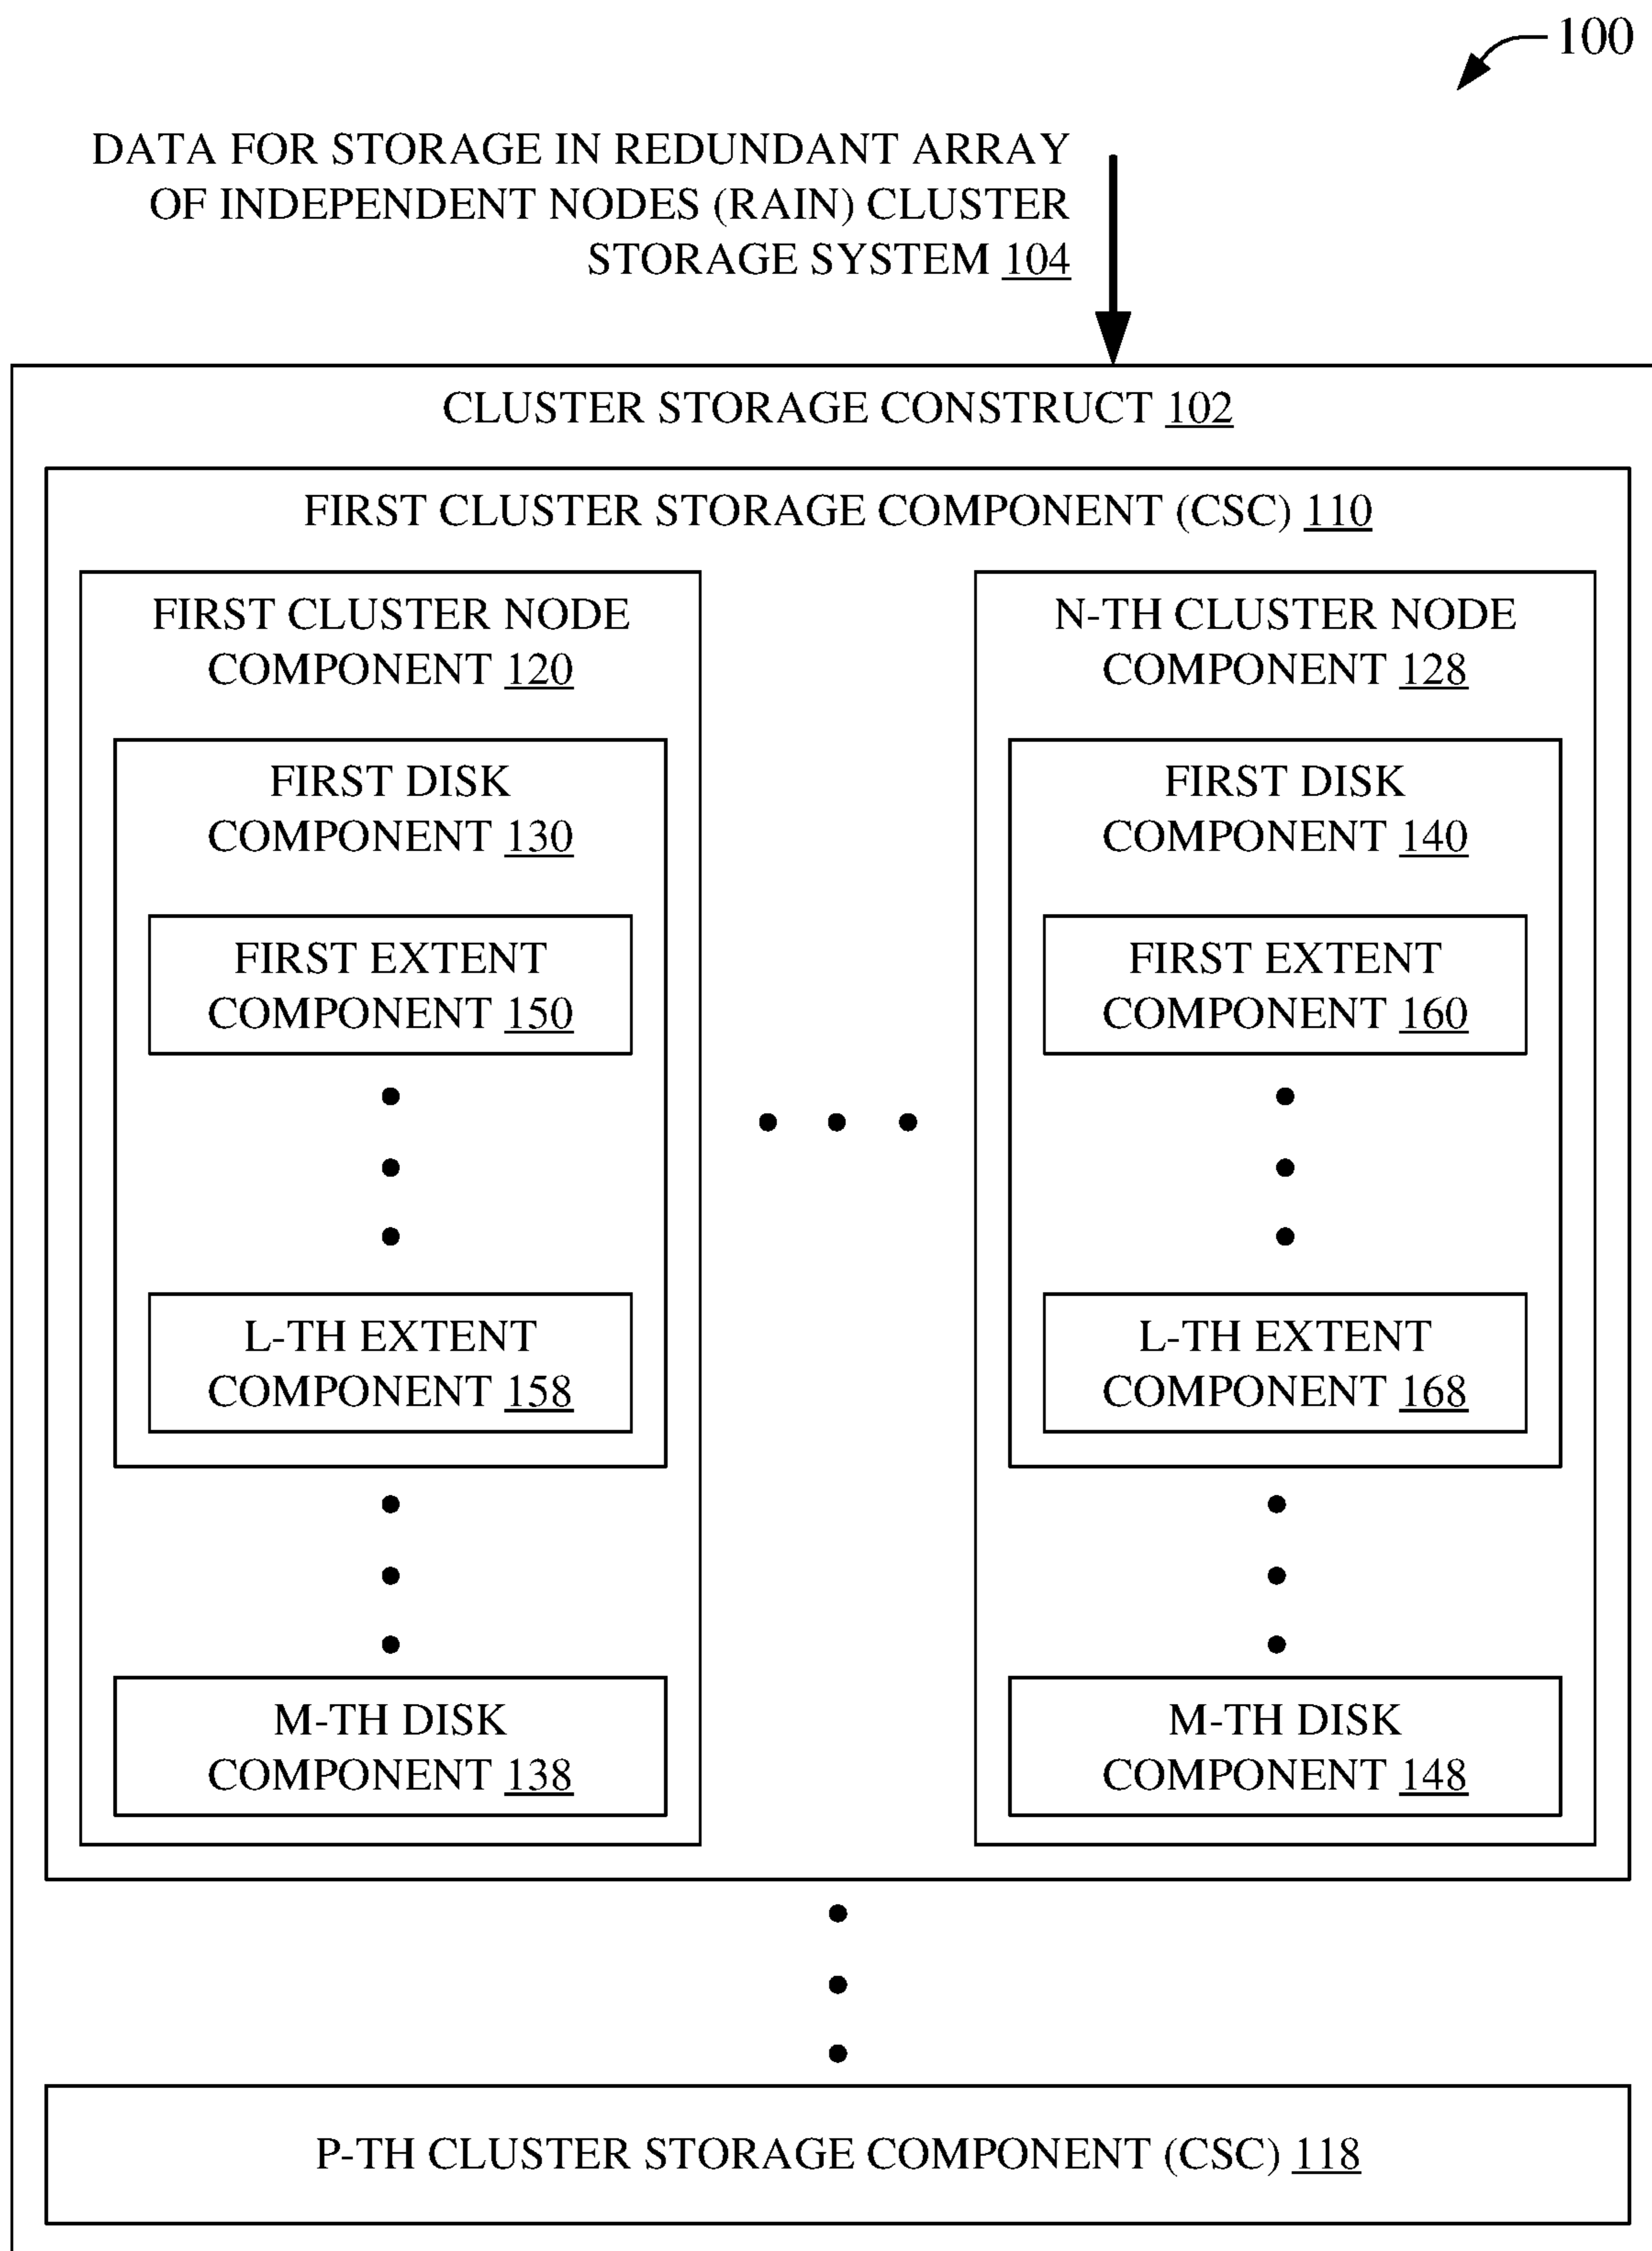 100
DATA FOR STORAGE IN REDUNDANT ARRAY
OF INDEPENDENT NODES (RAIN) CLUSTER
STORAGE SYSTEM 104
CLUSTER STORAGE CONSTRUCT 102
FIRST CLUSTER STORAGE COMPONENT (CSC) 110
FIRST CLUSTER NODE
COMPONENT 120
FIRST DISK
COMPONENT 130
FIRST EXTENT
COMPONENT 150
L-TH EXTENT
COMPONENT 158
M-TH DISK
COMPONENT 138
N-TH CLUSTER NODE
COMPONENT 128
FIRST DISK
COMPONENT 140
FIRST EXTENT
COMPONENT 160
L-TH EXTENT
COMPONENT 168
M-TH DISK
COMPONENT 148
P-TH CLUSTER STORAGE COMPONENT (CSC) 118